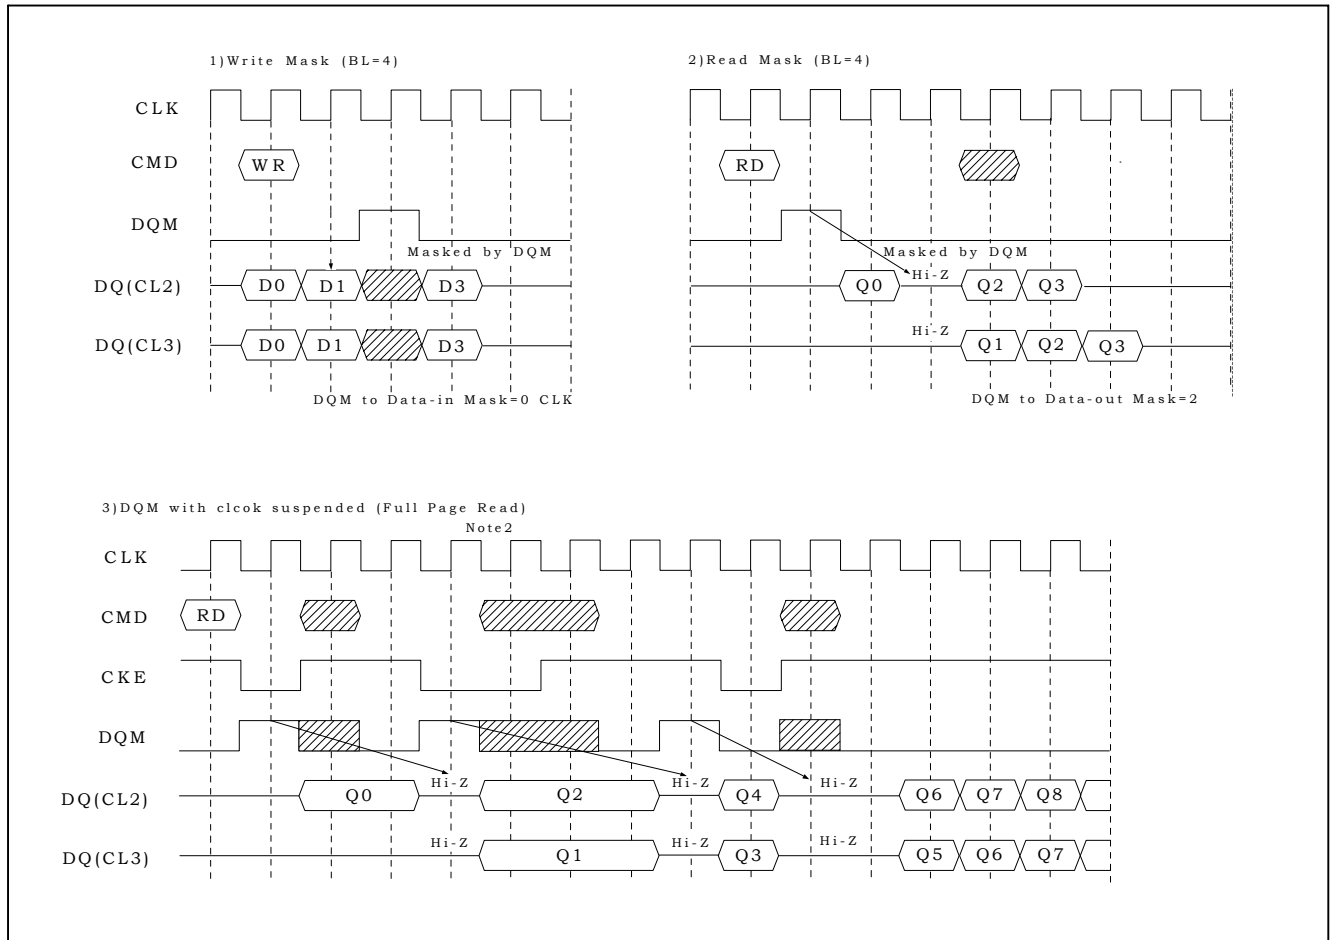 1)Write Mask (BL=4)
2)Read Mask (BL=4)
CLK
CMD WR RD
DQM
Masked by DQM Masked by DQM
DQ(CL2) D0 D1 D3 Q0 Hi-Z Q2 Q3
DQ(CL3) D0 D1 D3 Hi-Z Q1 Q2 Q3
DQM to Data-in Mask=0 CLK
DQM to Data-out Mask=2
3)DQM with clcok suspended (Full Page Read)
Note2
CLK
CMD RD
CKE
DQM
DQ(CL2) Q0 Hi-Z Q2 Hi-Z Q4 Hi-Z Q6 Q7 Q8
DQ(CL3) Hi-Z Q1 Hi-Z Q3 Hi-Z Q5 Q6 Q7